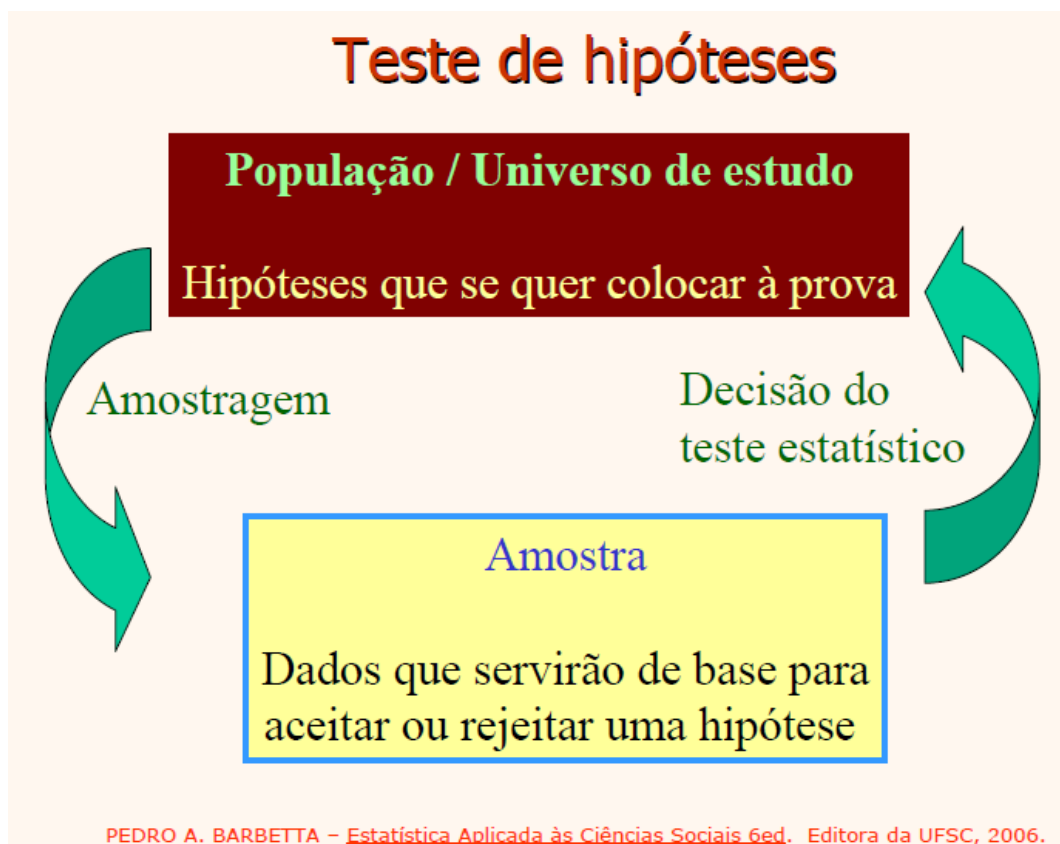 Teste de hipóteses
População / Universo de estudo
Hipóteses que se quer colocar à prova
Amostragem
Decisão do
teste estatístico
Amostra
Dados que servirão de base para
aceitar ou rejeitar uma hipótese
PEDRO A. BARBETTA – Estatística Aplicada às Ciências Sociais 6ed. Editora da UFSC, 2006.